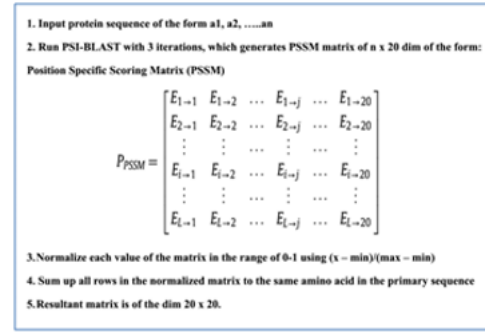 1. Input protein sequence of the form a1, a2, .....an
2. Run PSI-BLAST with 3 iterations, which generates PSSM matrix of n x 20 dim of the form:
Position Specific Scoring Matrix (PSSM)
E1→1 E1→2 … E1→j … E1→20
E2→1 E2→2 … E2→j … E2→20
⋮ ⋮ … ⋮ … ⋮
PPSSM = Ei→1 Ei→2 … Ei→j … Ei→20
⋮ ⋮ … ⋮ … ⋮
EL→1 EL→2 … EL→j … EL→20
3.Normalize each value of the matrix in the range of 0-1 using (x – min)/(max – min)
4. Sum up all rows in the normalized matrix to the same amino acid in the primary sequence
5.Resultant matrix is of the dim 20 x 20.